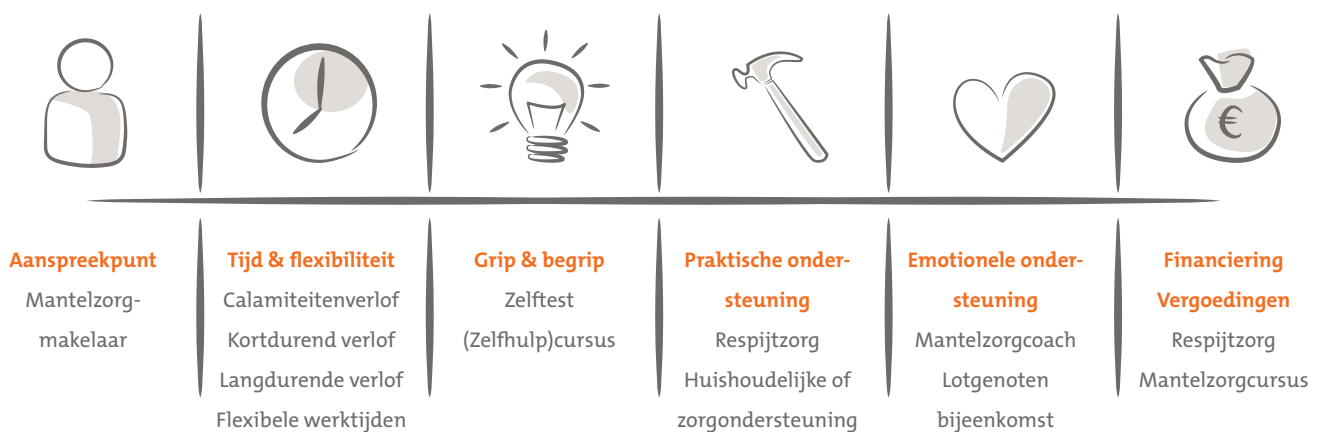 €
Aanspreekpunt
Mantelzorg-
makelaar
Tijd & flexibiliteit
Calamiteitenverlof
Kortdurend verlof
Langdurende verlof
Flexibele werktijden
Grip & begrip
Zelftest
(Zelfhulp)cursus
Praktische onder-
steuning
Respijtzorg
Huishoudelijke of
zorgondersteuning
Emotionele onder-
steuning
Mantelzorgcoach
Lotgenoten
bijeenkomst
Financiering
Vergoedingen
Respijtzorg
Mantelzorgcursus